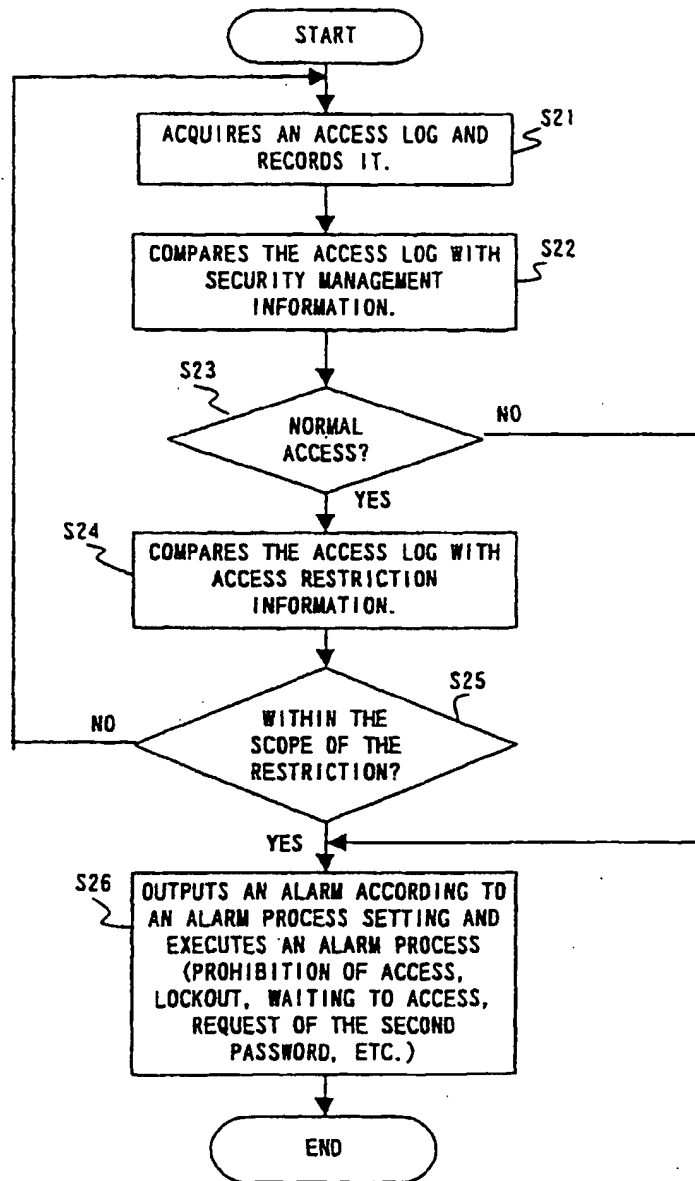 START
S21
ACQUIRES AN ACCESS LOG AND
RECORDS IT.
S22
COMPARES THE ACCESS LOG WITH
SECURITY MANAGEMENT
INFORMATION.
S23
NORMAL
ACCESS?
NO
YES
S24
COMPARES THE ACCESS LOG WITH
ACCESS RESTRICTION
INFORMATION.
S25
WITHIN THE
SCOPE OF THE
RESTRICTION?
NO
YES
S26
OUTPUTS AN ALARM ACCORDING TO
AN ALARM PROCESS SETTING AND
EXECUTES AN ALARM PROCESS
(PROHIBITION OF ACCESS,
LOCKOUT, WAITING TO ACCESS,
REQUEST OF THE SECOND
PASSWORD, ETC.)
END